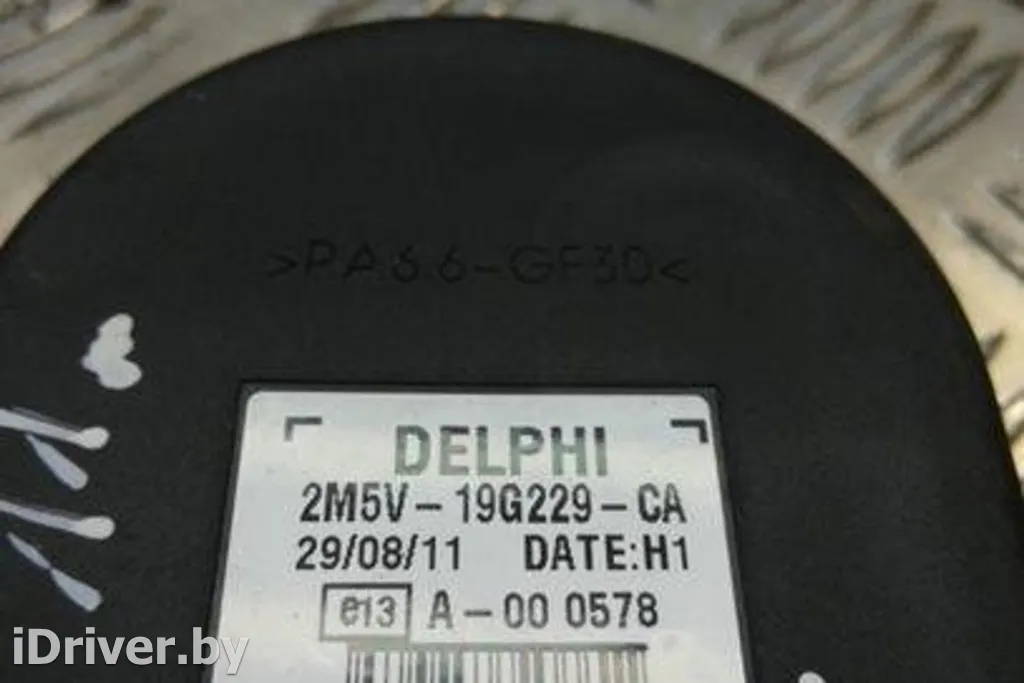 >PA66-GF30<
DELPHI
2M5V-19G229-CA
29/08/11 DATE:H1
e13 A-00 0578
iDriver.by